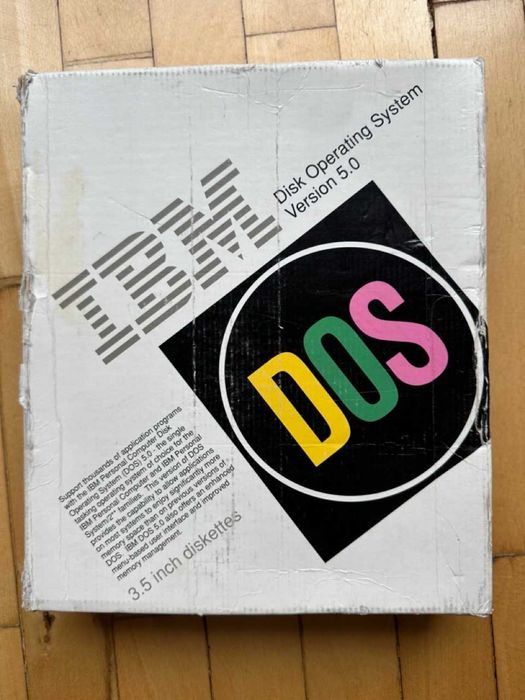 IBM
Disk Operating System
Version 5.0
DOS
Support thousands of application programs
with the IBM Personal Computer Disk
Operating System (DOS) 5.0 - the single
tasking operating system of choice for the
IBM Personal Computer and IBM Personal
System/2** families. This version of DOS
provides the capability to allow applications
on most systems to enjoy significantly more
memory space than on previous versions of
DOS. IBM DOS 5.0 also offers an enhanced
menu-based user interface and improved
memory management.
3.5 inch diskettes